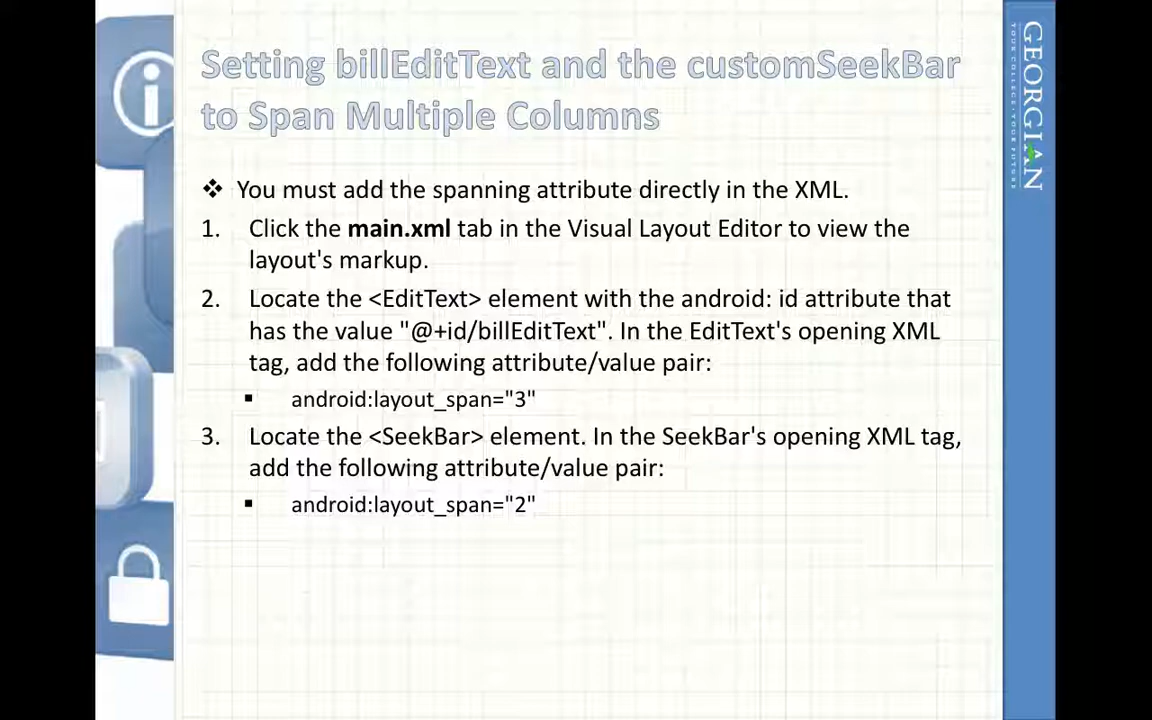 Setting billEditText and the customSeekBar
to Span Multiple Columns
❖ You must add the spanning attribute directly in the XML.
1. Click the main.xml tab in the Visual Layout Editor to view the
layout's markup.
2. Locate the <EditText> element with the android: id attribute that
has the value "@+id/billEditText". In the EditText's opening XML
tag, add the following attribute/value pair:
▪ android:layout_span="3"
3. Locate the <SeekBar> element. In the SeekBar's opening XML tag,
add the following attribute/value pair:
▪ android:layout_span="2"
GEORGIAN
YOUR COLLEGE · YOUR FUTURE